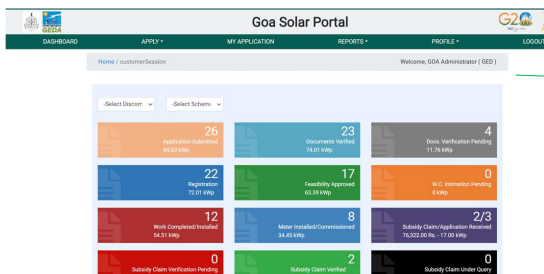 GEDA
Goa Solar Portal
G20
DASHBOARD APPLY MY APPLICATION REPORTS PROFILE LOGOUT
Home / customerSession Welcome, GOA Administrator ( GED )
-Select Discom -Select Scheme
26 23 4
Application Submitted Documents Verified Docs. Verification Pending
84.83 kWp 74.01 kWp 11.76 kWp
22 17 0
Registration Feasibility Approved W.C. Intimation Pending
72.01 kWp 63.39 kWp 0 kWp
12 8 2/3
Work Completed/Installed Meter Installed/Commissioned Subsidy Claim/Application Received
54.51 kWp 34.45 kWp 76,322.00 Rs. - 17.00 kWp
0 2 0
Subsidy Claim Verification Pending Subsidy Claim Verified Subsidy Claim Under Query